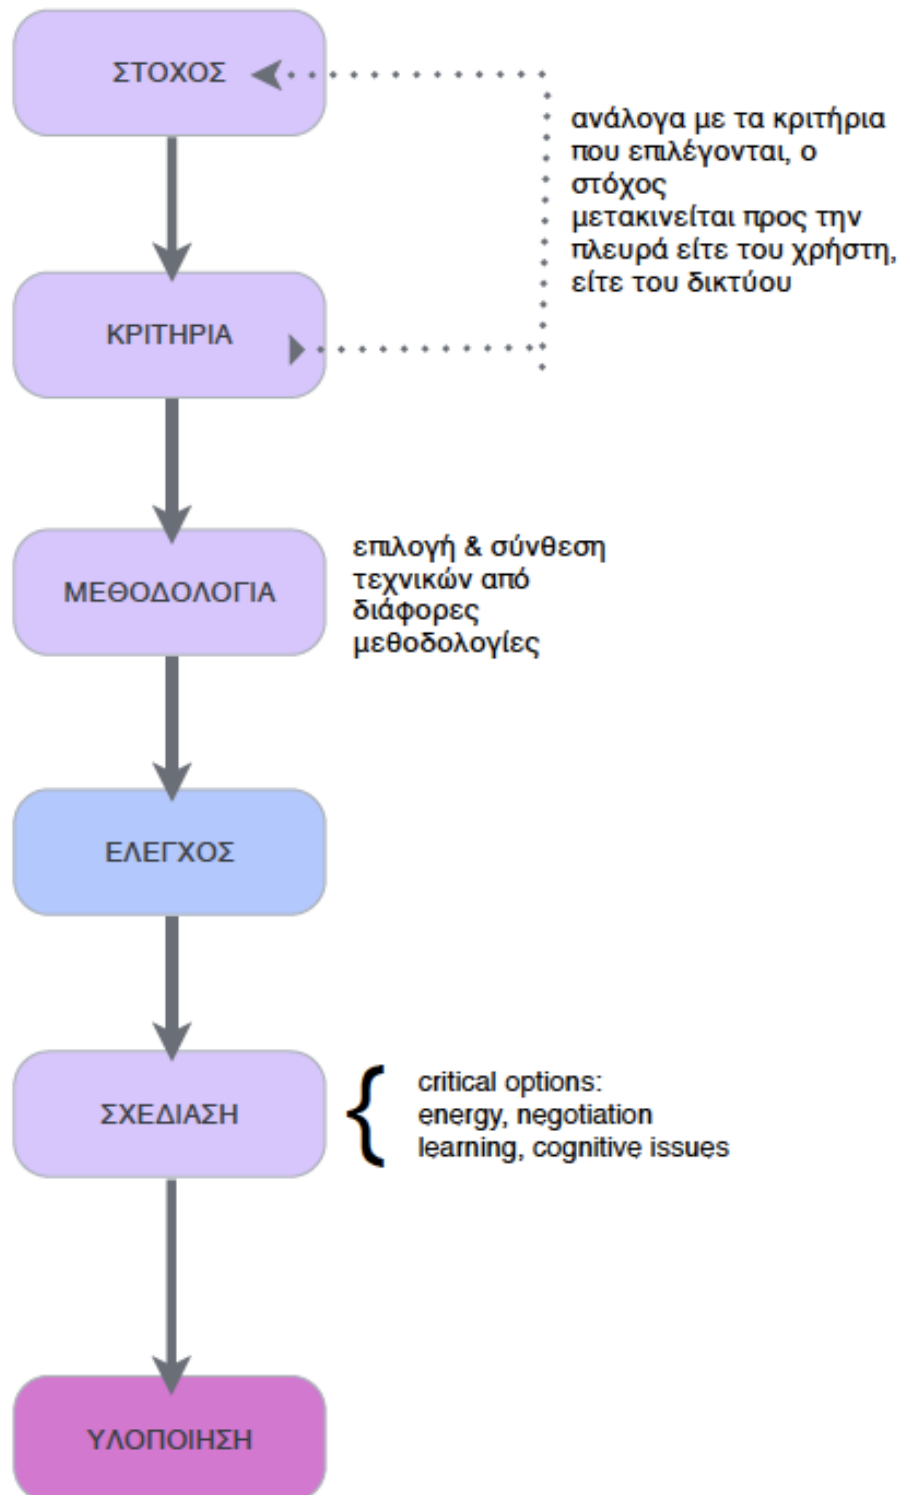 ΣΤΟΧΟΣ
ανάλογα με τα κριτήρια
που επιλέγονται, ο
στόχος
μετακινείται προς την
πλευρά είτε του χρήστη,
είτε του δικτύου
ΚΡΙΤΗΡΙΑ
ΜΕΘΟΔΟΛΟΓΙΑ
επιλογή & σύνθεση
τεχνικών από
διάφορες
μεθοδολογίες
ΕΛΕΓΧΟΣ
ΣΧΕΔΙΑΣΗ
critical options:
energy, negotiation
learning, cognitive issues
ΥΛΟΠΟΙΗΣΗ